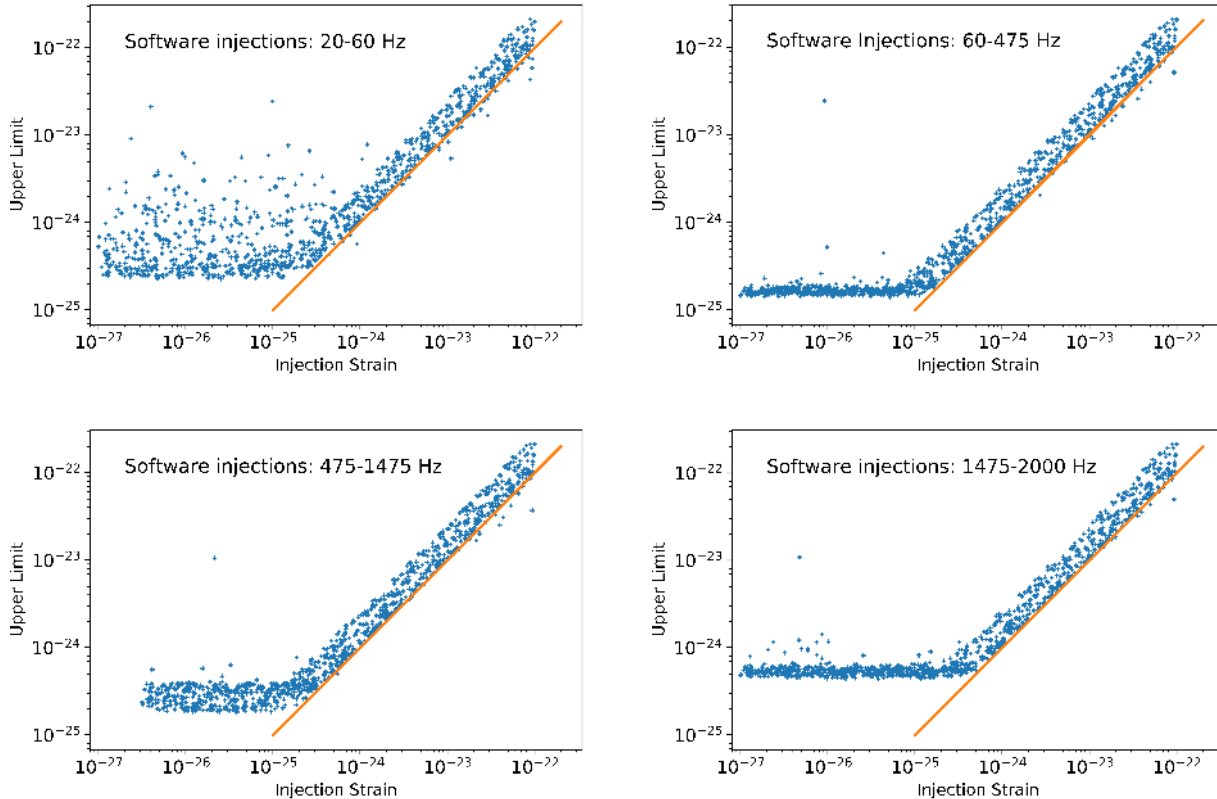 Software injections: 20-60 Hz
Upper Limit
10⁻²²
10⁻²³
10⁻²⁴
10⁻²⁵
10⁻²⁷ 10⁻²⁶ 10⁻²⁵ 10⁻²⁴ 10⁻²³ 10⁻²²
Injection Strain
Software Injections: 60-475 Hz
Upper Limit
10⁻²²
10⁻²³
10⁻²⁴
10⁻²⁵
10⁻²⁷ 10⁻²⁶ 10⁻²⁵ 10⁻²⁴ 10⁻²³ 10⁻²²
Injection Strain
Software injections: 475-1475 Hz
Upper Limit
10⁻²²
10⁻²³
10⁻²⁴
10⁻²⁵
10⁻²⁷ 10⁻²⁶ 10⁻²⁵ 10⁻²⁴ 10⁻²³ 10⁻²²
Injection Strain
Software injections: 1475-2000 Hz
Upper Limit
10⁻²²
10⁻²³
10⁻²⁴
10⁻²⁵
10⁻²⁷ 10⁻²⁶ 10⁻²⁵ 10⁻²⁴ 10⁻²³ 10⁻²²
Injection Strain